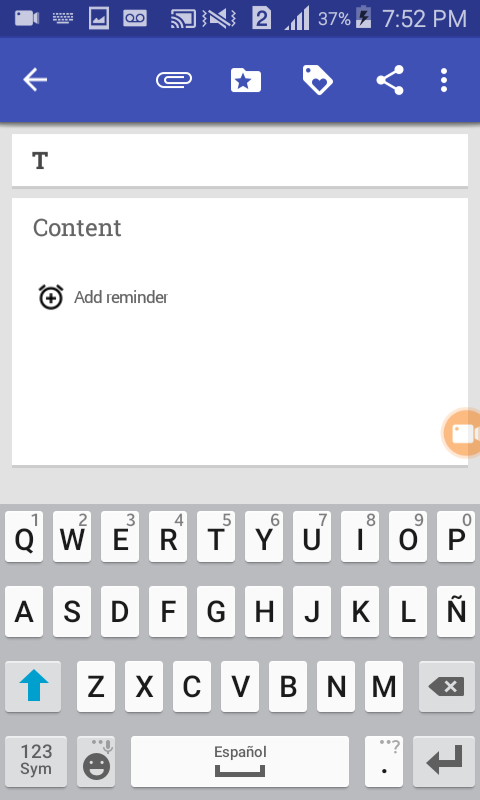 2 37% 7:52 PM
T
Content
Add reminder
1 2 3 4 5 6 7 8 9 0
Q W E R T Y U I O P
A S D F G H J K L Ñ
Z X C V B N M
123
Sym
Español
. ?